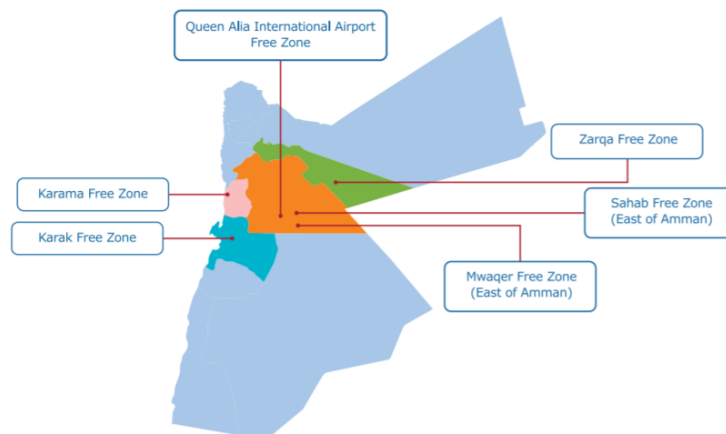 Queen Alia International Airport
Free Zone
Zarqa Free Zone
Karama Free Zone
Sahab Free Zone
(East of Amman)
Karak Free Zone
Mwaqer Free Zone
(East of Amman)